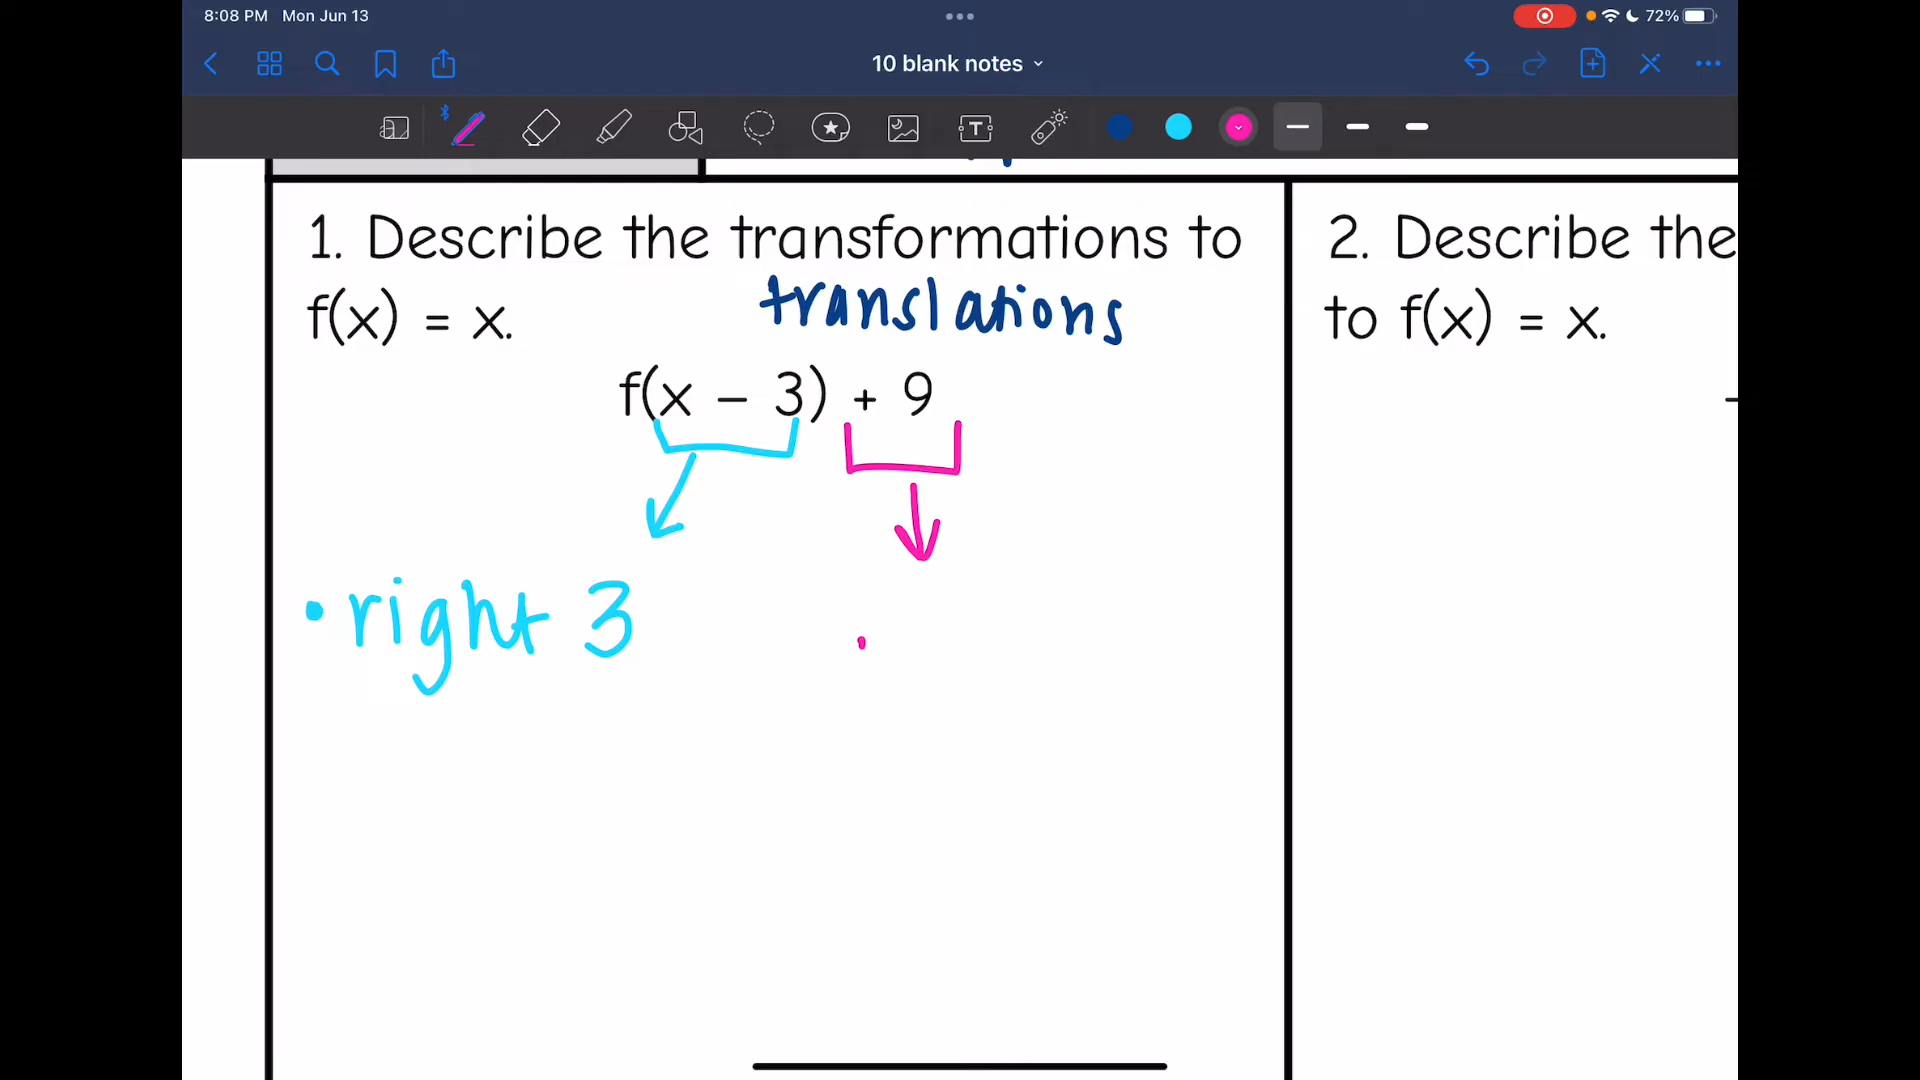 8:08 PM Mon Jun 13
72%
10 blank notes
T
1. Describe the transformations to
f(x) = x.
translations
f(x – 3) + 9
• right 3
•
2. Describe the
to f(x) = x.